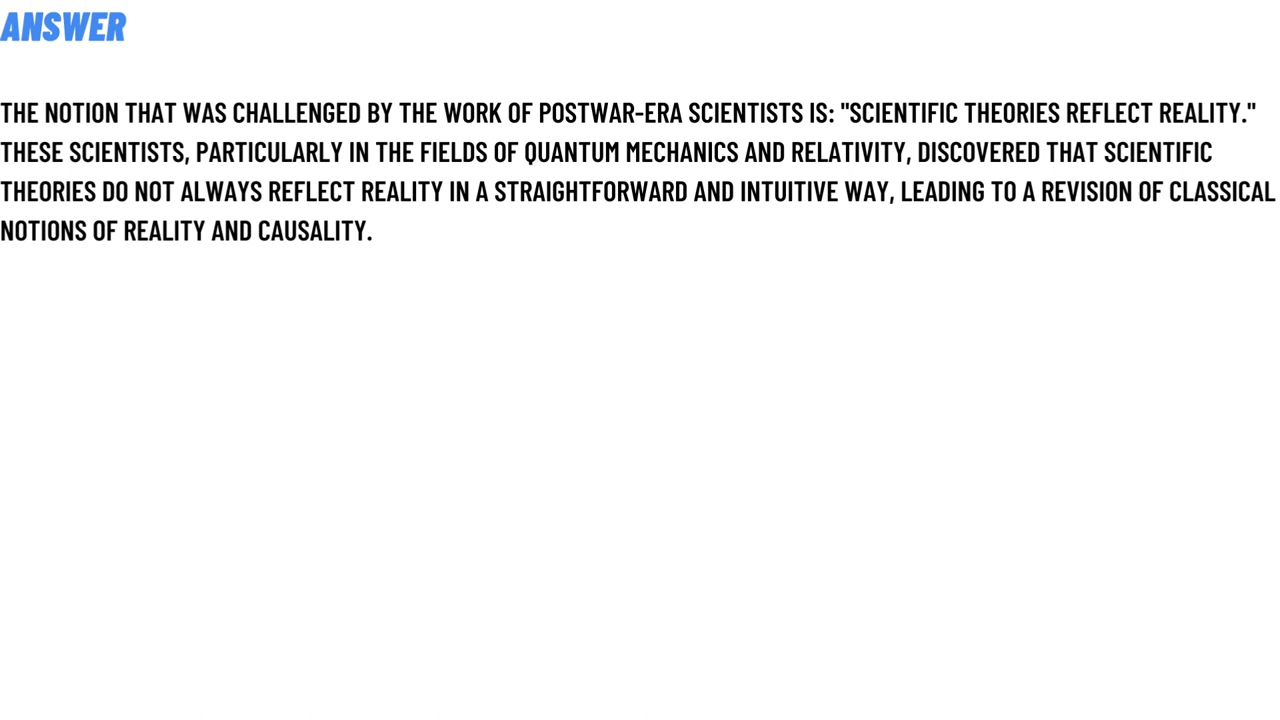 ANSWER
THE NOTION THAT WAS CHALLENGED BY THE WORK OF POSTWAR-ERA SCIENTISTS IS: "SCIENTIFIC THEORIES REFLECT REALITY."
THESE SCIENTISTS, PARTICULARLY IN THE FIELDS OF QUANTUM MECHANICS AND RELATIVITY, DISCOVERED THAT SCIENTIFIC
THEORIES DO NOT ALWAYS REFLECT REALITY IN A STRAIGHTFORWARD AND INTUITIVE WAY, LEADING TO A REVISION OF CLASSICAL
NOTIONS OF REALITY AND CAUSALITY.